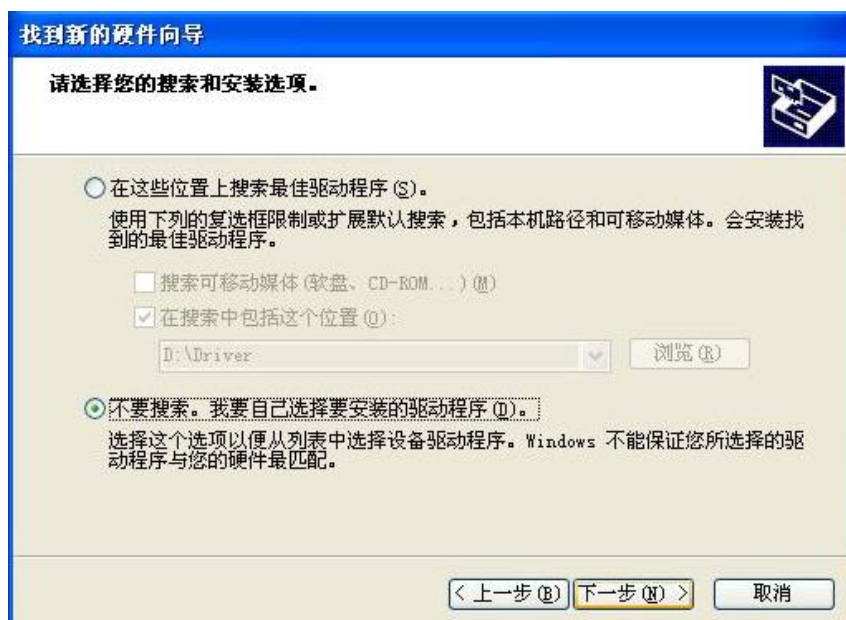 找到新的硬件向导
请选择您的搜索和安装选项。
在这些位置上搜索最佳驱动程序(S)。
使用下列的复选框限制或扩展默认搜索，包括本机路径和可移动媒体。会安装找
到的最佳驱动程序。
搜索可移动媒体(软盘、CD-ROM...)(M)
在搜索中包括这个位置(O):
D:\Driver
浏览(R)
不要搜索。我要自己选择要安装的驱动程序(D)。
选择这个选项以便从列表中选择设备驱动程序。Windows 不能保证您所选择的驱
动程序与您的硬件最匹配。
< 上一步(B) 下一步(N) > 取消